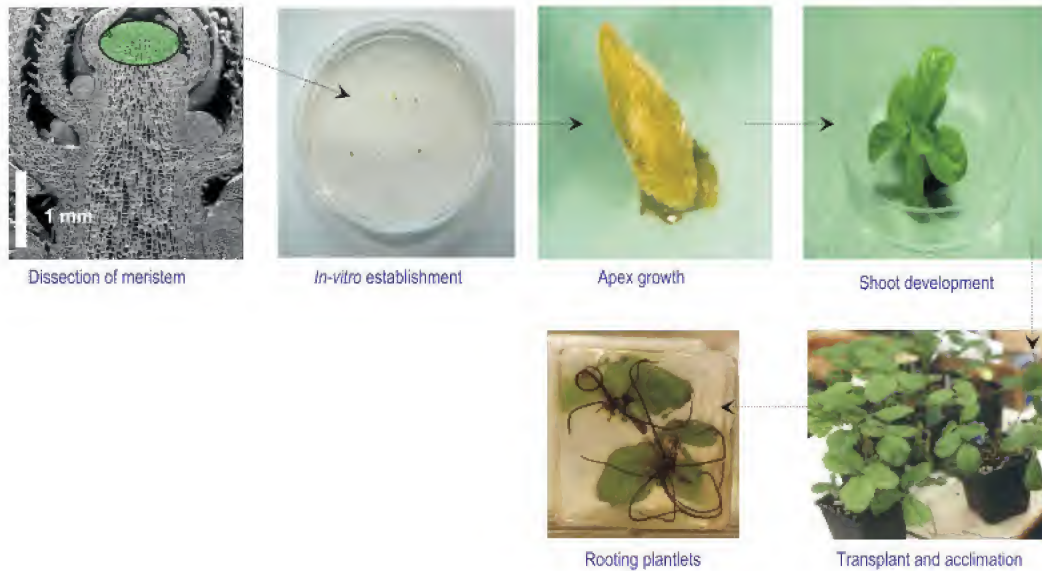 1 mm
Dissection of meristem
In-vitro establishment
Apex growth
Shoot development
Rooting plantlets
Transplant and acclimation